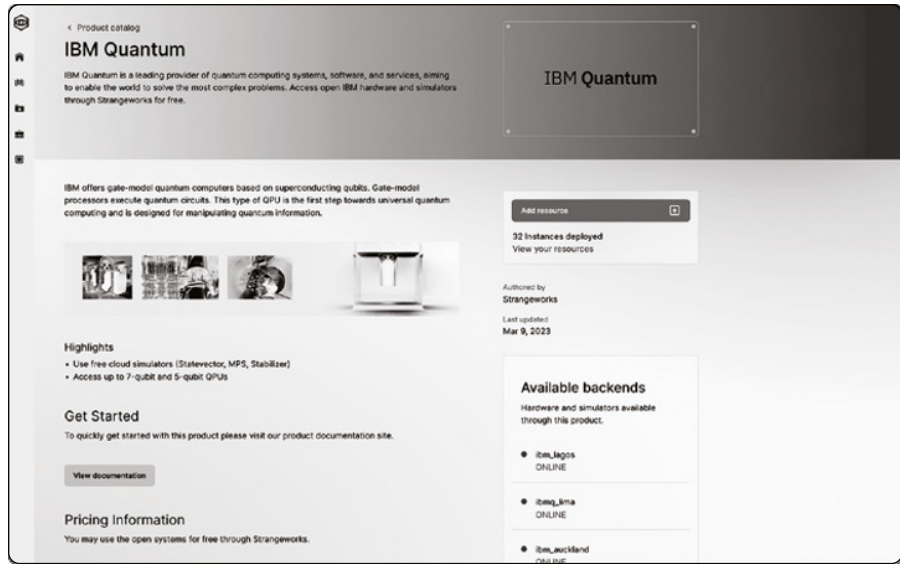 < Product catalog
IBM Quantum
IBM Quantum is a leading provider of quantum computing systems, software, and services, aiming
to enable the world to solve the most complex problems. Access open IBM hardware and simulators
through Strangeworks for free.
IBM Quantum
IBM offers gate-model quantum computers based on superconducting qubits. Gate-model
processors execute quantum circuits. This type of QPU is the first step towards universal quantum
computing and is designed for manipulating quantum information.
Highlights
• Use free cloud simulators (Statevector, MPS, Stabilizer)
• Access up to 7-qubit and 5-qubit QPUs
Get Started
To quickly get started with this product please visit our product documentation site.
View documentation
Pricing Information
You may use the open systems for free through Strangeworks.
Add resource
32 Instances deployed
View your resources
Authored by
Strangeworks
Last updated
Mar 9, 2023
Available backends
Hardware and simulators available
through this product.
ibm_lagos
ONLINE
ibmq_lima
ONLINE
ibm_auckland
ONLINE